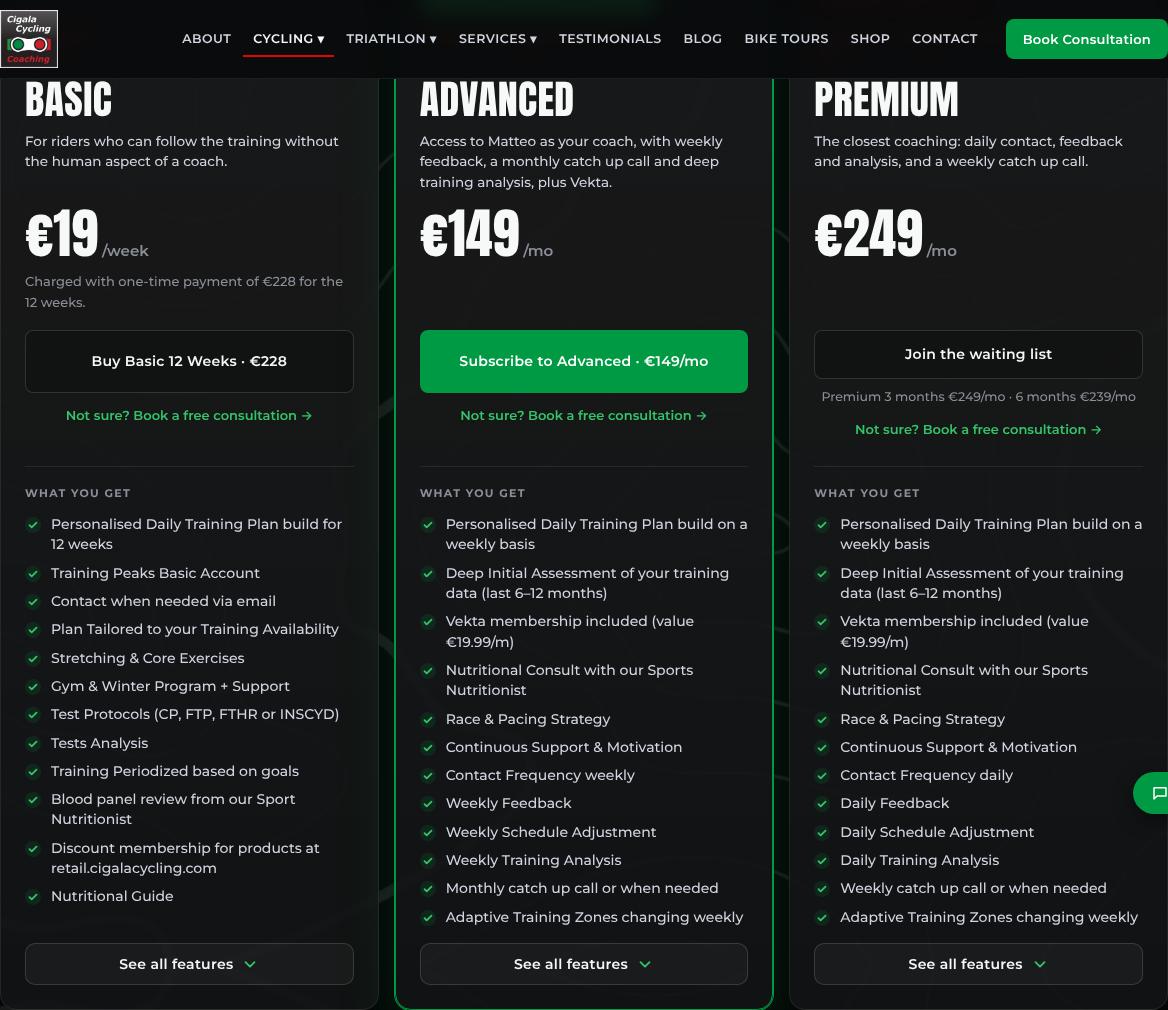 Cigala
Cycling
Coaching
ABOUT
CYCLING ▾
TRIATHLON ▾
SERVICES ▾
TESTIMONIALS
BLOG
BIKE TOURS
SHOP
CONTACT
Book Consultation
BASIC
For riders who can follow the training without
the human aspect of a coach.
€19 /week
Charged with one-time payment of €228 for the
12 weeks.
Buy Basic 12 Weeks · €228
Not sure? Book a free consultation →
WHAT YOU GET
Personalised Daily Training Plan build for
12 weeks
Training Peaks Basic Account
Contact when needed via email
Plan Tailored to your Training Availability
Stretching & Core Exercises
Gym & Winter Program + Support
Test Protocols (CP, FTP, FTHR or INSCYD)
Tests Analysis
Training Periodized based on goals
Blood panel review from our Sport
Nutritionist
Discount membership for products at
retail.cigalacycling.com
Nutritional Guide
See all features
ADVANCED
Access to Matteo as your coach, with weekly
feedback, a monthly catch up call and deep
training analysis, plus Vekta.
€149 /mo
Subscribe to Advanced · €149/mo
Not sure? Book a free consultation →
WHAT YOU GET
Personalised Daily Training Plan build on a
weekly basis
Deep Initial Assessment of your training
data (last 6–12 months)
Vekta membership included (value
€19.99/m)
Nutritional Consult with our Sports
Nutritionist
Race & Pacing Strategy
Continuous Support & Motivation
Contact Frequency weekly
Weekly Feedback
Weekly Schedule Adjustment
Weekly Training Analysis
Monthly catch up call or when needed
Adaptive Training Zones changing weekly
See all features
PREMIUM
The closest coaching: daily contact, feedback
and analysis, and a weekly catch up call.
€249 /mo
Join the waiting list
Premium 3 months €249/mo · 6 months €239/mo
Not sure? Book a free consultation →
WHAT YOU GET
Personalised Daily Training Plan build on a
weekly basis
Deep Initial Assessment of your training
data (last 6–12 months)
Vekta membership included (value
€19.99/m)
Nutritional Consult with our Sports
Nutritionist
Race & Pacing Strategy
Continuous Support & Motivation
Contact Frequency daily
Daily Feedback
Daily Schedule Adjustment
Daily Training Analysis
Weekly catch up call or when needed
Adaptive Training Zones changing weekly
See all features